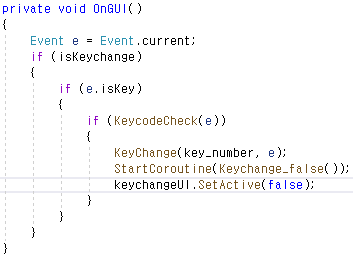 private void OnGUI()
{
    Event e = Event.current;
    if (isKeychange)
    {
        if (e.isKey)
        {
            if (KeycodeCheck(e))
            {
                KeyChange(key_number, e);
                StartCoroutine(Keychange_false());
                keychangeUI.SetActive(false);
            }
        }
    }
}